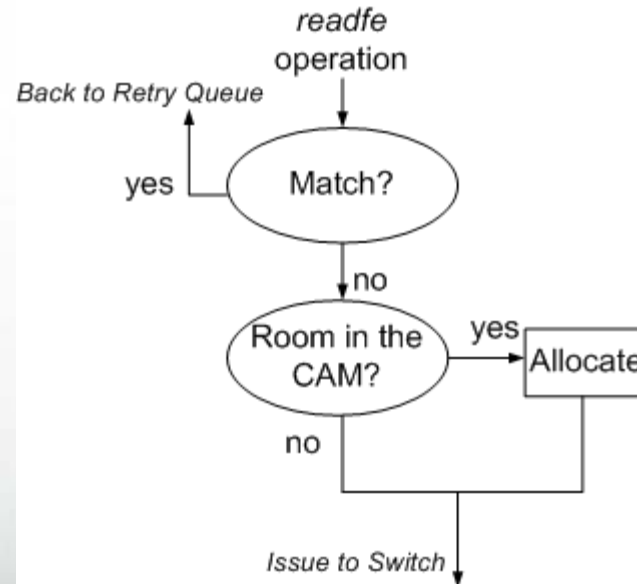 readfe
operation
Back to Retry Queue
yes
Match?
no
Room in the
CAM?
yes
Allocate
no
Issue to Switch